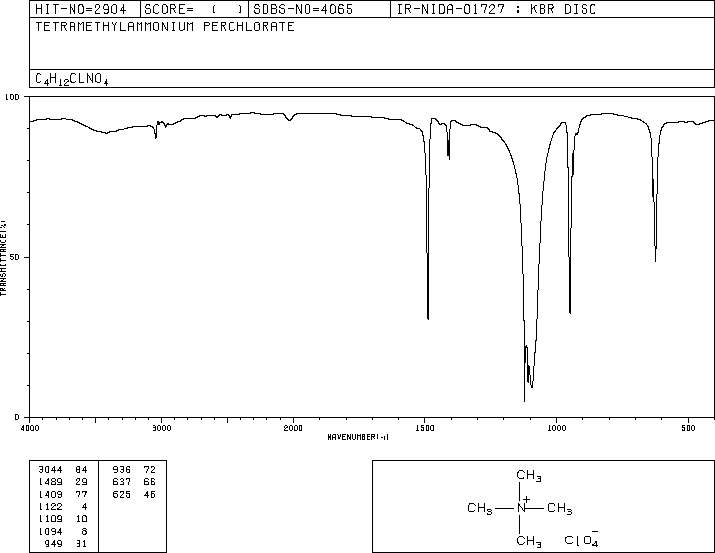 HIT-NO=2904 SCORE= ( ) SDBS-NO=4065 IR-NIDA-01727 : KBR DISC
TETRAMETHYLAMMONIUM PERCHLORATE
C4H12CLNO4
100
50
0
TRANSMITTANCE(%)
4000 3000 2000 1500 1000 500
WAVENUMBER(-1)
3044 84 936 72
1489 29 637 66
1409 77 625 46
1122 4
1109 10
1094 8
949 31
CH3
CH3 N+ CH3
CH3 ClO4−